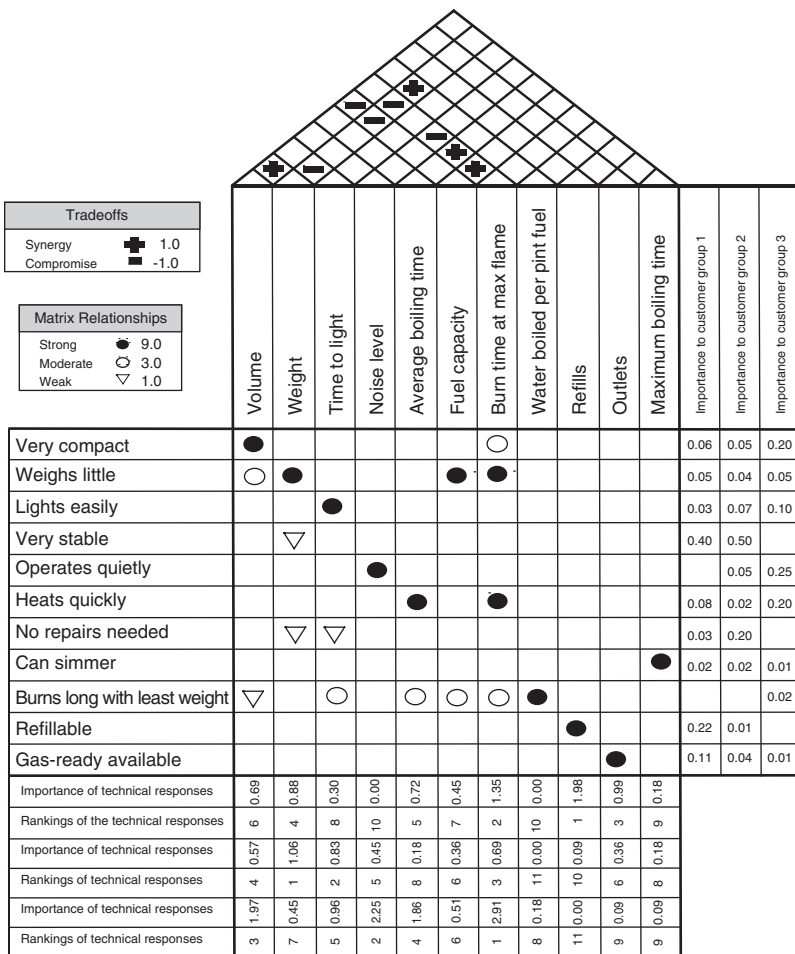 Tradeoffs
Synergy 1.0
Compromise -1.0
Matrix Relationships
Strong 9.0
Moderate 3.0
Weak 1.0
Volume
Weight
Time to light
Noise level
Average boiling time
Fuel capacity
Burn time at max flame
Water boiled per pint fuel
Refills
Outlets
Maximum boiling time
Importance to customer group 1
Importance to customer group 2
Importance to customer group 3
Very compact 0.06 0.05 0.20
Weighs little 0.05 0.04 0.05
Lights easily 0.03 0.07 0.10
Very stable 0.40 0.50
Operates quietly 0.05 0.25
Heats quickly 0.08 0.02 0.20
No repairs needed 0.03 0.20
Can simmer 0.02 0.02 0.01
Burns long with least weight 0.02
Refillable 0.22 0.01
Gas-ready available 0.11 0.04 0.01
Importance of technical responses 0.69 0.88 0.30 0.00 0.72 0.45 1.35 0.00 1.98 0.99 0.18
Rankings of the technical responses 6 4 8 10 5 7 2 10 1 3 9
Importance of technical responses 0.57 1.06 0.83 0.45 0.18 0.36 0.69 0.00 0.09 0.36 0.18
Rankings of technical responses 4 1 2 5 8 6 3 11 10 6 8
Importance of technical responses 1.97 0.45 0.96 2.25 1.86 0.51 2.91 0.18 0.00 0.09 0.09
Rankings of technical responses 3 7 5 2 4 6 1 8 11 9 9